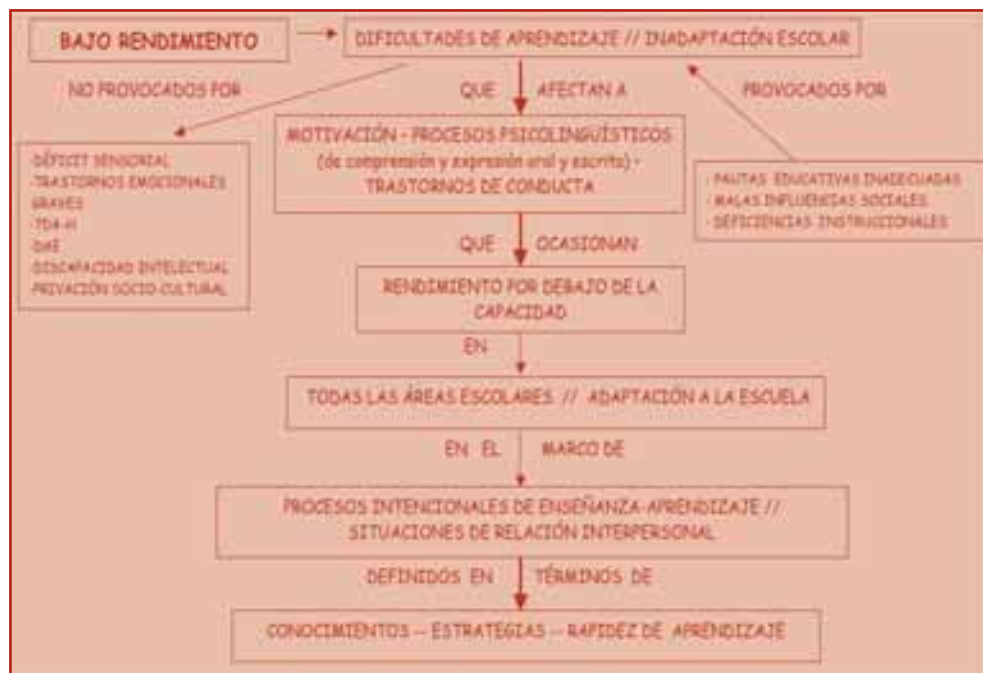 BAJO RENDIMIENTO
DIFICULTADES DE APRENDIZAJE // INADAPTACIÓN ESCOLAR
NO PROVOCADOS POR
QUE AFECTAN A
PROVOCADOS POR
MOTIVACIÓN - PROCESOS PSICOLINGÜÍSTICOS
(de comprensión y expresión oral y escrita) -
TRASTORNOS DE CONDUCTA
-DÉFICIT SENSORIAL
-TRASTORNOS EMOCIONALES
GRAVES
-TDA-H
-DAE
-DISCAPACIDAD INTELECTUAL
-PRIVACIÓN SOCIO-CULTURAL
- PAUTAS EDUCATIVAS INADECUADAS
- MALAS INFLUENCIAS SOCIALES
- DEFICIENCIAS INSTRUCCIONALES
QUE OCASIONAN
RENDIMIENTO POR DEBAJO DE LA
CAPACIDAD
EN
TODAS LAS ÁREAS ESCOLARES // ADAPTACIÓN A LA ESCUELA
EN EL MARCO DE
PROCESOS INTENCIONALES DE ENSEÑANZA-APRENDIZAJE //
SITUACIONES DE RELACIÓN INTERPERSONAL
DEFINIDOS EN TÉRMINOS DE
CONOCIMIENTOS -- ESTRATEGIAS -- RAPIDEZ DE APRENDIZAJE